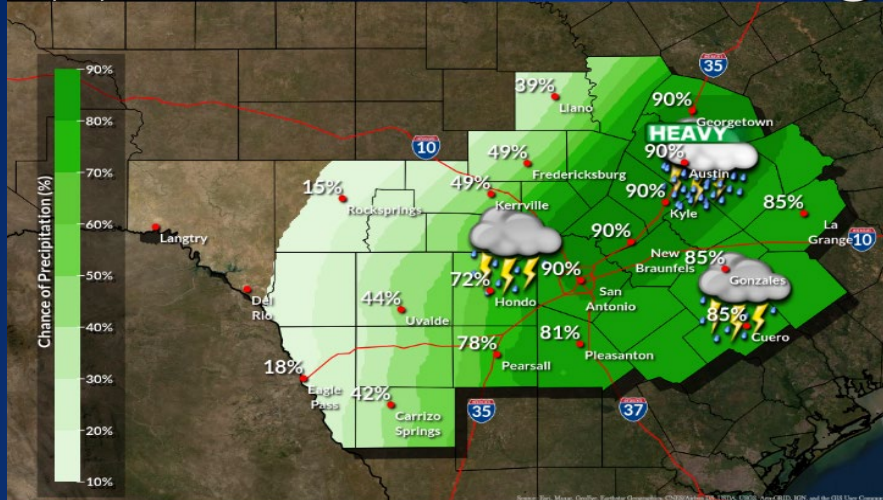 Chance of Precipitation (%)
90%
80%
70%
60%
50%
40%
30%
20%
10%
39%
Llano
35
90%
Georgetown
HEAVY
10
49%
Fredericksburg
90%
Austin
15%
Rocksprings
49%
Kerrville
90%
Kyle
85%
La
Grange
10
Langtry
90%
New
Braunfels
85%
Gonzales
Del
Rio
44%
Uvalde
72%
Hondo
90%
San
Antonio
85%
Cuero
78%
Pearsall
81%
Pleasanton
18%
Eagle
Pass
42%
Carrizo
Springs
35
37